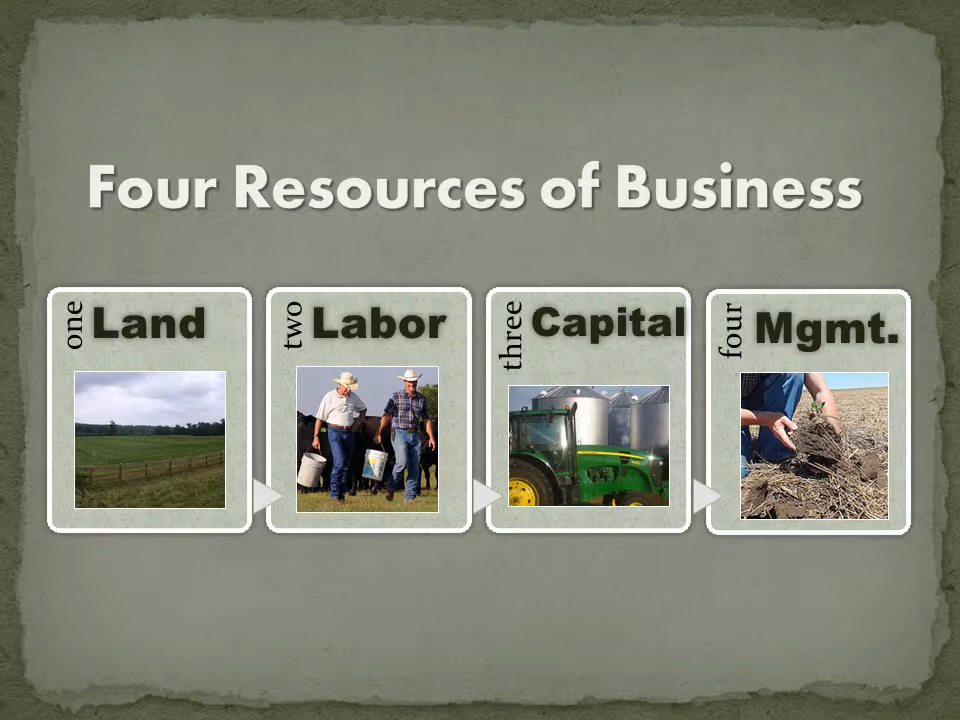 Four Resources of Business
one
Land
two
Labor
three
Capital
four
Mgmt.